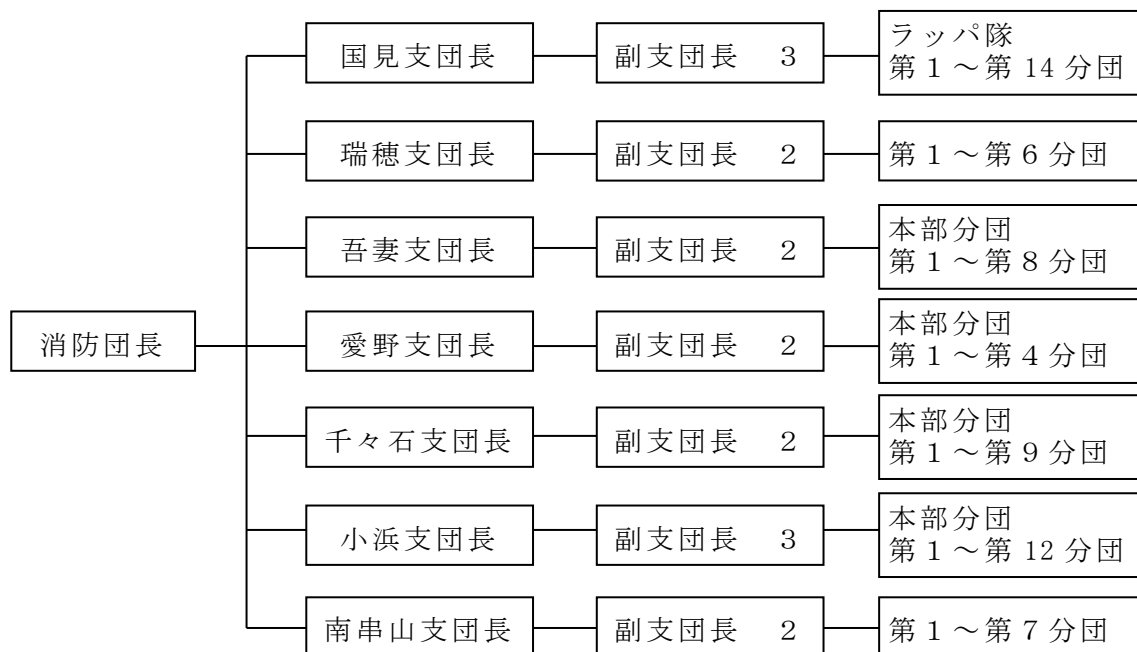 国見支団長
副支団長 3
ラッパ隊
第1～第14分団
瑞穂支団長
副支団長 2
第1～第6分団
吾妻支団長
副支団長 2
本部分団
第1～第8分団
消防団長
愛野支団長
副支団長 2
本部分団
第1～第4分団
千々石支団長
副支団長 2
本部分団
第1～第9分団
小浜支団長
副支団長 3
本部分団
第1～第12分団
南串山支団長
副支団長 2
第1～第7分団